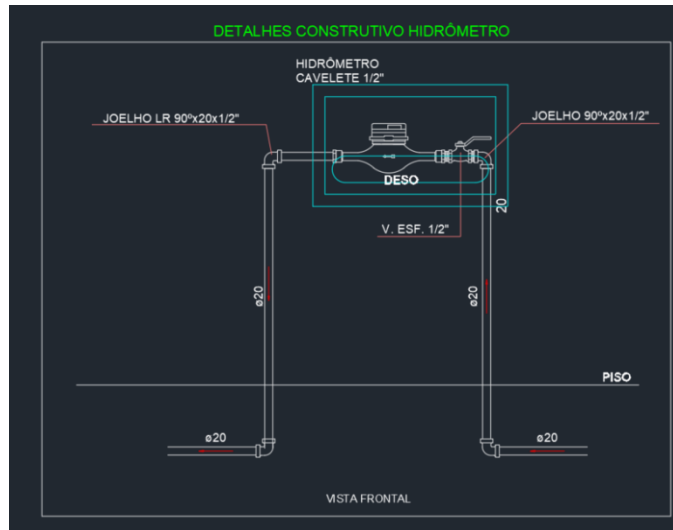 DETALHES CONSTRUTIVO HIDRÔMETRO
HIDRÔMETRO
CAVELETE 1/2"
JOELHO LR 90ºx20x1/2"
JOELHO 90ºx20x1/2"
DESO
V. ESF. 1/2"
20
ø20
ø20
PISO
ø20
ø20
VISTA FRONTAL